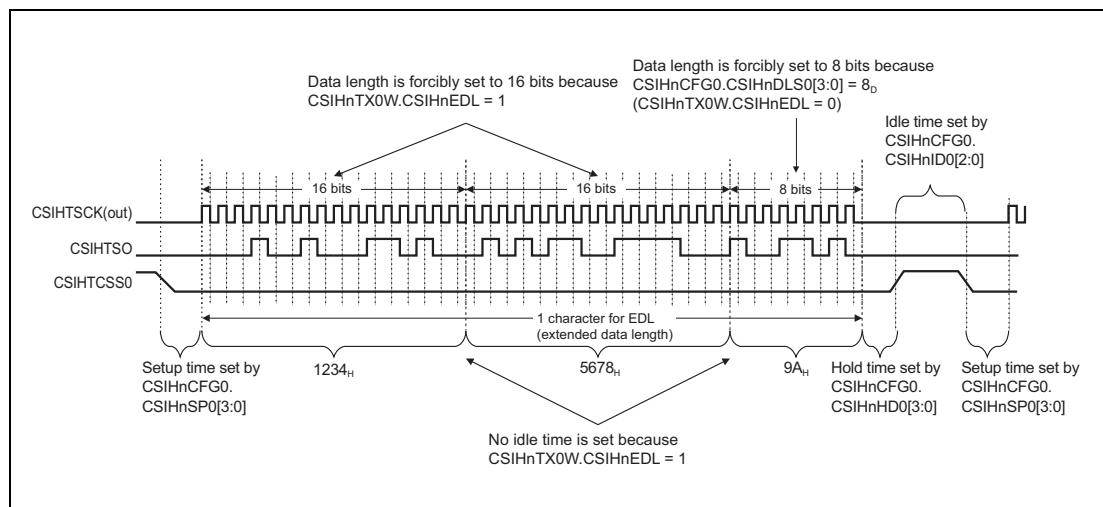 Data length is forcibly set to 16 bits because
CSIHnTX0W.CSIHnEDL = 1
Data length is forcibly set to 8 bits because
CSIHnCFG0.CSIHnDLS0[3:0] = 8D
(CSIHnTX0W.CSIHnEDL = 0)
Idle time set by
CSIHnCFG0.
CSIHnID0[2:0]
16 bits
16 bits
8 bits
CSIHTSCK(out)
CSIHTSO
CSIHTCSS0
1 character for EDL
(extended data length)
Setup time set by
CSIHnCFG0.
CSIHnSP0[3:0]
1234H
5678H
9AH
Hold time set by
CSIHnCFG0.
CSIHnHD0[3:0]
Setup time set by
CSIHnCFG0.
CSIHnSP0[3:0]
No idle time is set because
CSIHnTX0W.CSIHnEDL = 1